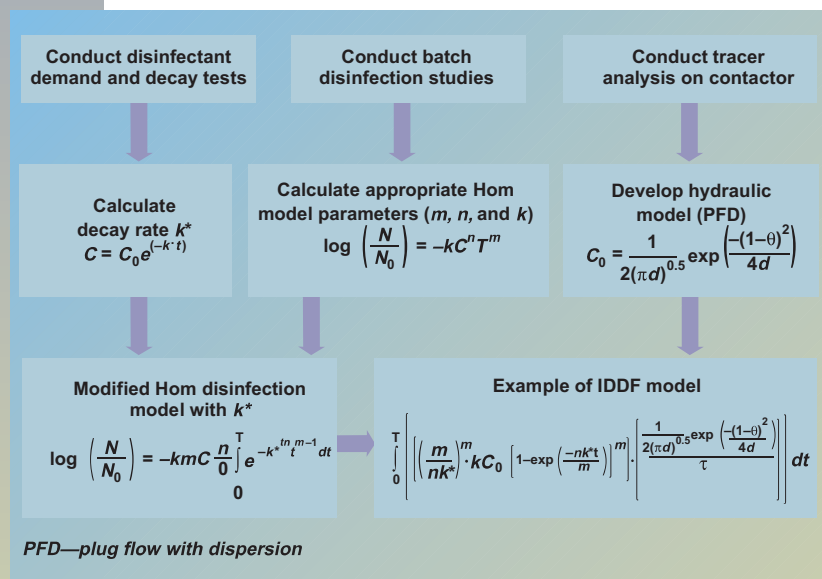 Conduct disinfectant
demand and decay tests
Conduct batch
disinfection studies
Conduct tracer
analysis on contactor
Calculate
decay rate k*
C = C₀e^(–k· t)
Calculate appropriate Hom
model parameters (m, n, and k)
log (N/N₀) = –kCⁿTᵐ
Develop hydraulic
model (PFD)
C₀ = 1/(2(πd)^0.5) exp (–(1–θ)²/4d)
Modified Hom disinfection
model with k*
log (N/N₀) = –kmC n/0 ∫₀^T e^(–k* tn) t^(m–1) dt
0
Example of IDDF model
∫₀^T [[(m/nk*)^m · kC₀ [1–exp (–nk*t/m)]^m] · [1/(2(πd)^0.5) exp (–(1–θ)²/4d) / τ]] dt
PFD—plug flow with dispersion